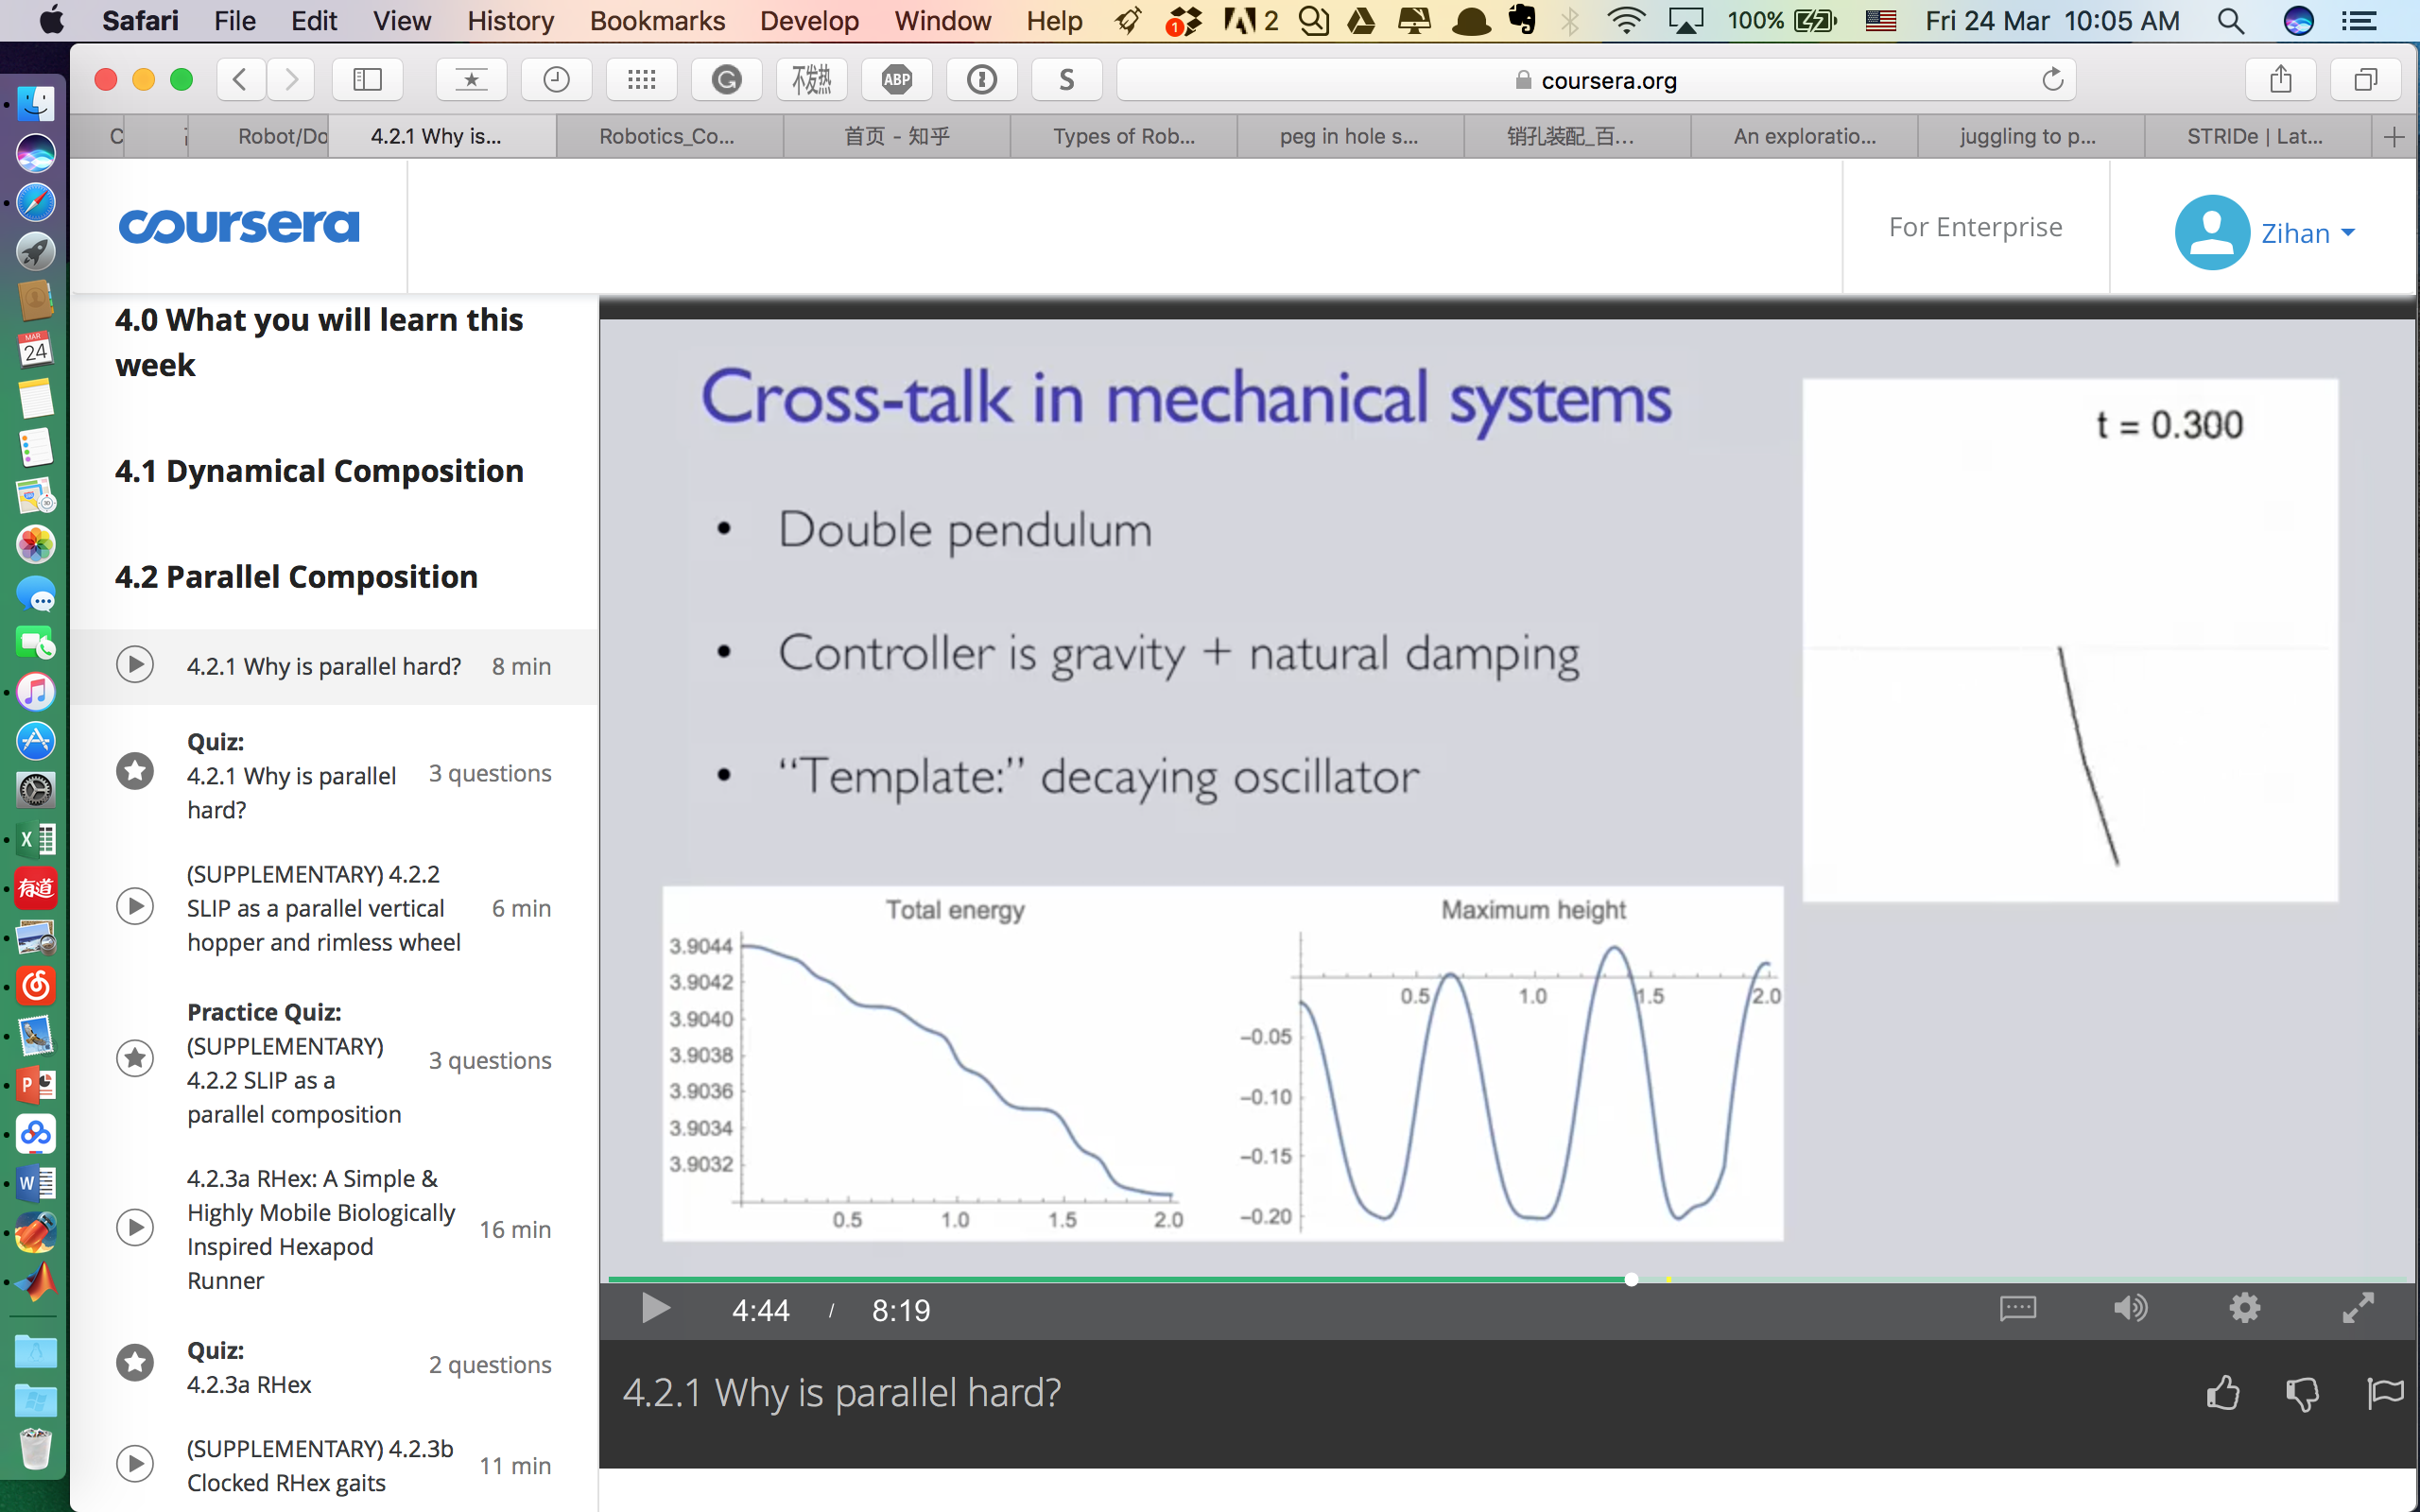 Safari File Edit View History Bookmarks Develop Window Help 1 2 100% Fri 24 Mar 10:05 AM
不发热 ABP S coursera.org
C Robot/Do 4.2.1 Why is... Robotics_Co... 首页 - 知乎 Types of Rob... peg in hole s... 销孔装配_百... An exploratio... juggling to p... STRIDe | Lat...
coursera For Enterprise Zihan
4.0 What you will learn this
week
4.1 Dynamical Composition
4.2 Parallel Composition
4.2.1 Why is parallel hard? 8 min
Quiz:
4.2.1 Why is parallel
hard?
3 questions
(SUPPLEMENTARY) 4.2.2
SLIP as a parallel vertical
hopper and rimless wheel
6 min
Practice Quiz:
(SUPPLEMENTARY)
4.2.2 SLIP as a
parallel composition
3 questions
4.2.3a RHex: A Simple &
Highly Mobile Biologically
Inspired Hexapod
Runner
16 min
Quiz:
4.2.3a RHex
2 questions
(SUPPLEMENTARY) 4.2.3b
Clocked RHex gaits
11 min
Cross-talk in mechanical systems
• Double pendulum
• Controller is gravity + natural damping
• “Template:” decaying oscillator
t = 0.300
Total energy
3.9044
3.9042
3.9040
3.9038
3.9036
3.9034
3.9032
0.5 1.0 1.5 2.0
Maximum height
0.5 1.0 1.5 2.0
−0.05
−0.10
−0.15
−0.20
4:44 / 8:19
4.2.1 Why is parallel hard?
MAR
24
有道